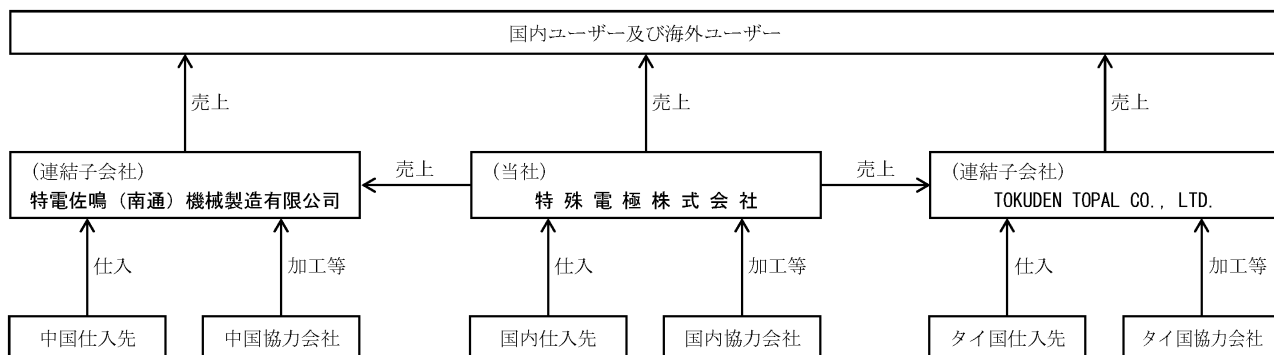 国内ユーザー及び海外ユーザー
売上
売上
売上
(連結子会社)
特電佐鳴（南通）機械製造有限公司
売上
(当社)
特殊電極株式会社
売上
(連結子会社)
TOKUDEN TOPAL CO., LTD.
仕入
加工等
仕入
加工等
仕入
加工等
中国仕入先
中国協力会社
国内仕入先
国内協力会社
タイ国仕入先
タイ国協力会社